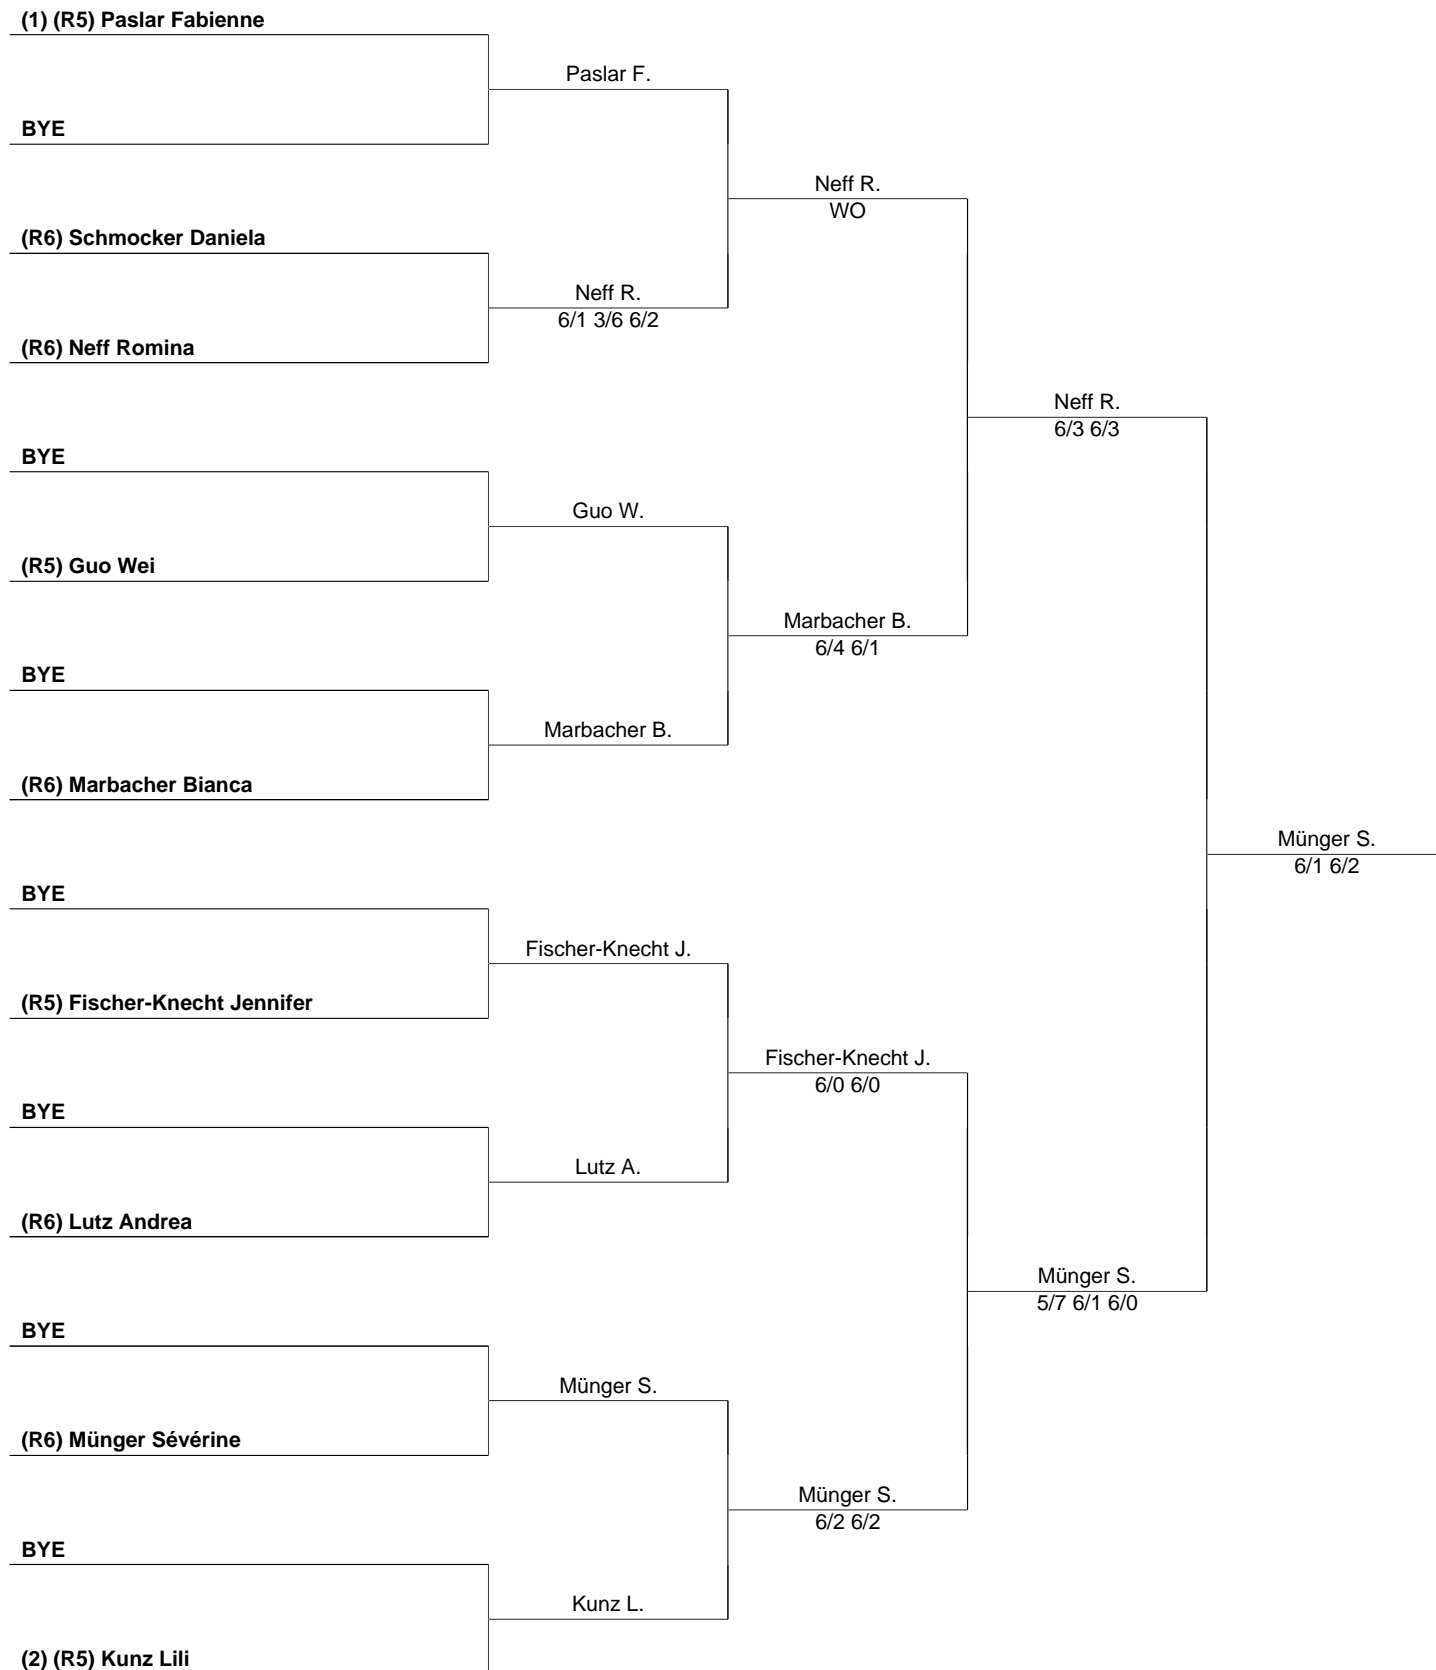 (1) (R5) Paslar Fabienne
Paslar F.
BYE
Neff R.
WO
(R6) Schmocker Daniela
Neff R.
6/1 3/6 6/2
(R6) Neff Romina
Neff R.
6/3 6/3
BYE
Guo W.
(R5) Guo Wei
Marbacher B.
6/4 6/1
BYE
Marbacher B.
(R6) Marbacher Bianca
Münger S.
6/1 6/2
BYE
Fischer-Knecht J.
(R5) Fischer-Knecht Jennifer
Fischer-Knecht J.
6/0 6/0
BYE
Lutz A.
(R6) Lutz Andrea
Münger S.
5/7 6/1 6/0
BYE
Münger S.
(R6) Münger Sévérine
Münger S.
6/2 6/2
BYE
Kunz L.
(2) (R5) Kunz Lili